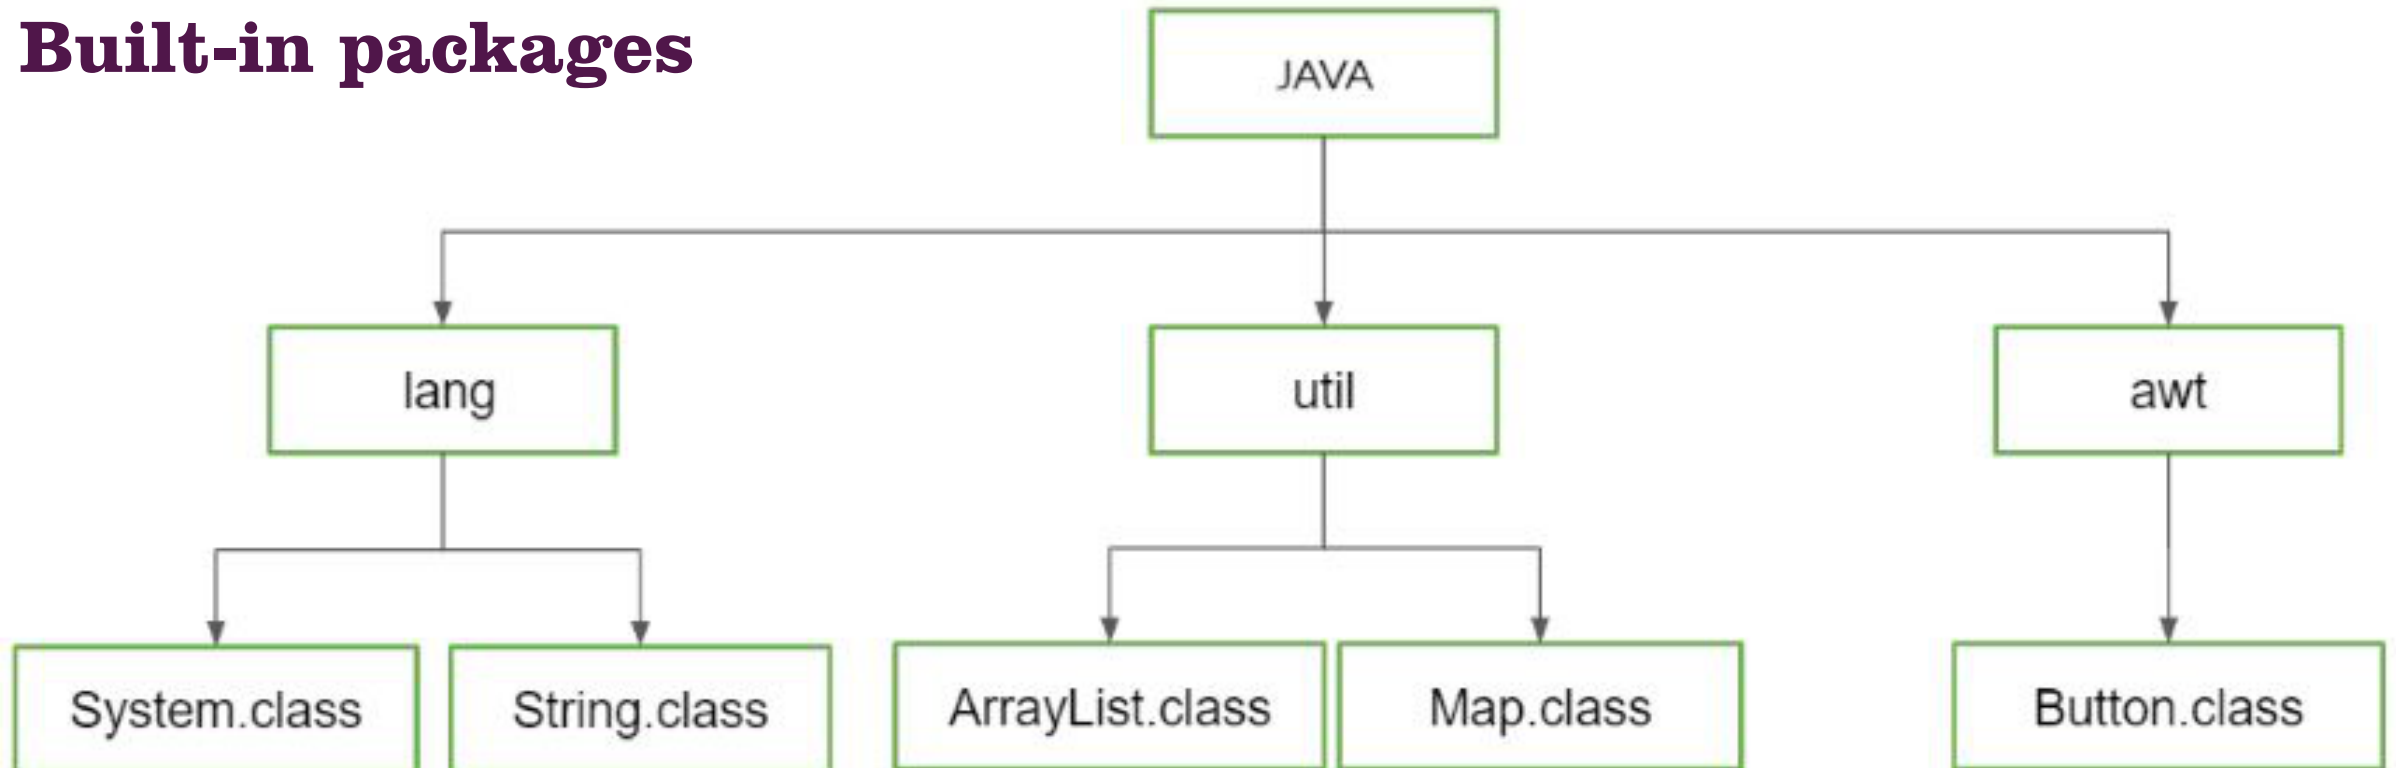 Built-in packages
JAVA
lang
util
awt
System.class
String.class
ArrayList.class
Map.class
Button.class